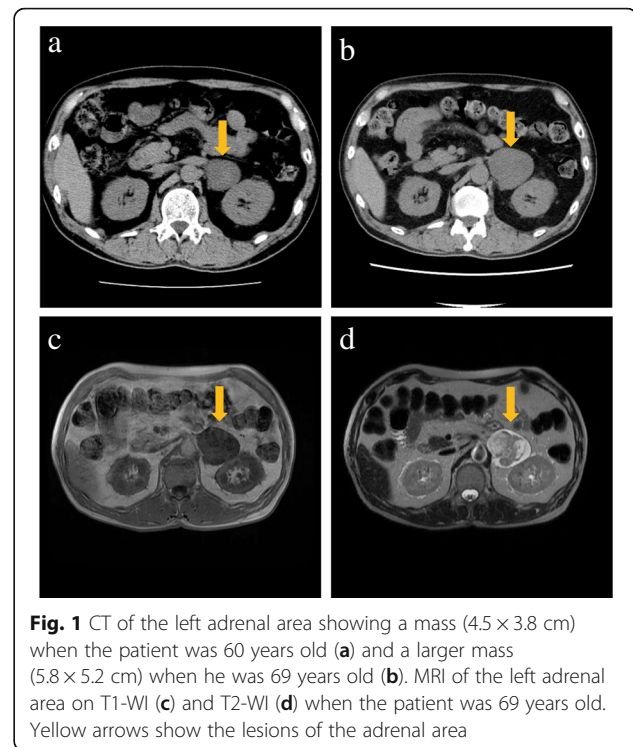 a
b
c
d
Fig. 1 CT of the left adrenal area showing a mass (4.5 × 3.8 cm)
when the patient was 60 years old (a) and a larger mass
(5.8 × 5.2 cm) when he was 69 years old (b). MRI of the left adrenal
area on T1-WI (c) and T2-WI (d) when the patient was 69 years old.
Yellow arrows show the lesions of the adrenal area